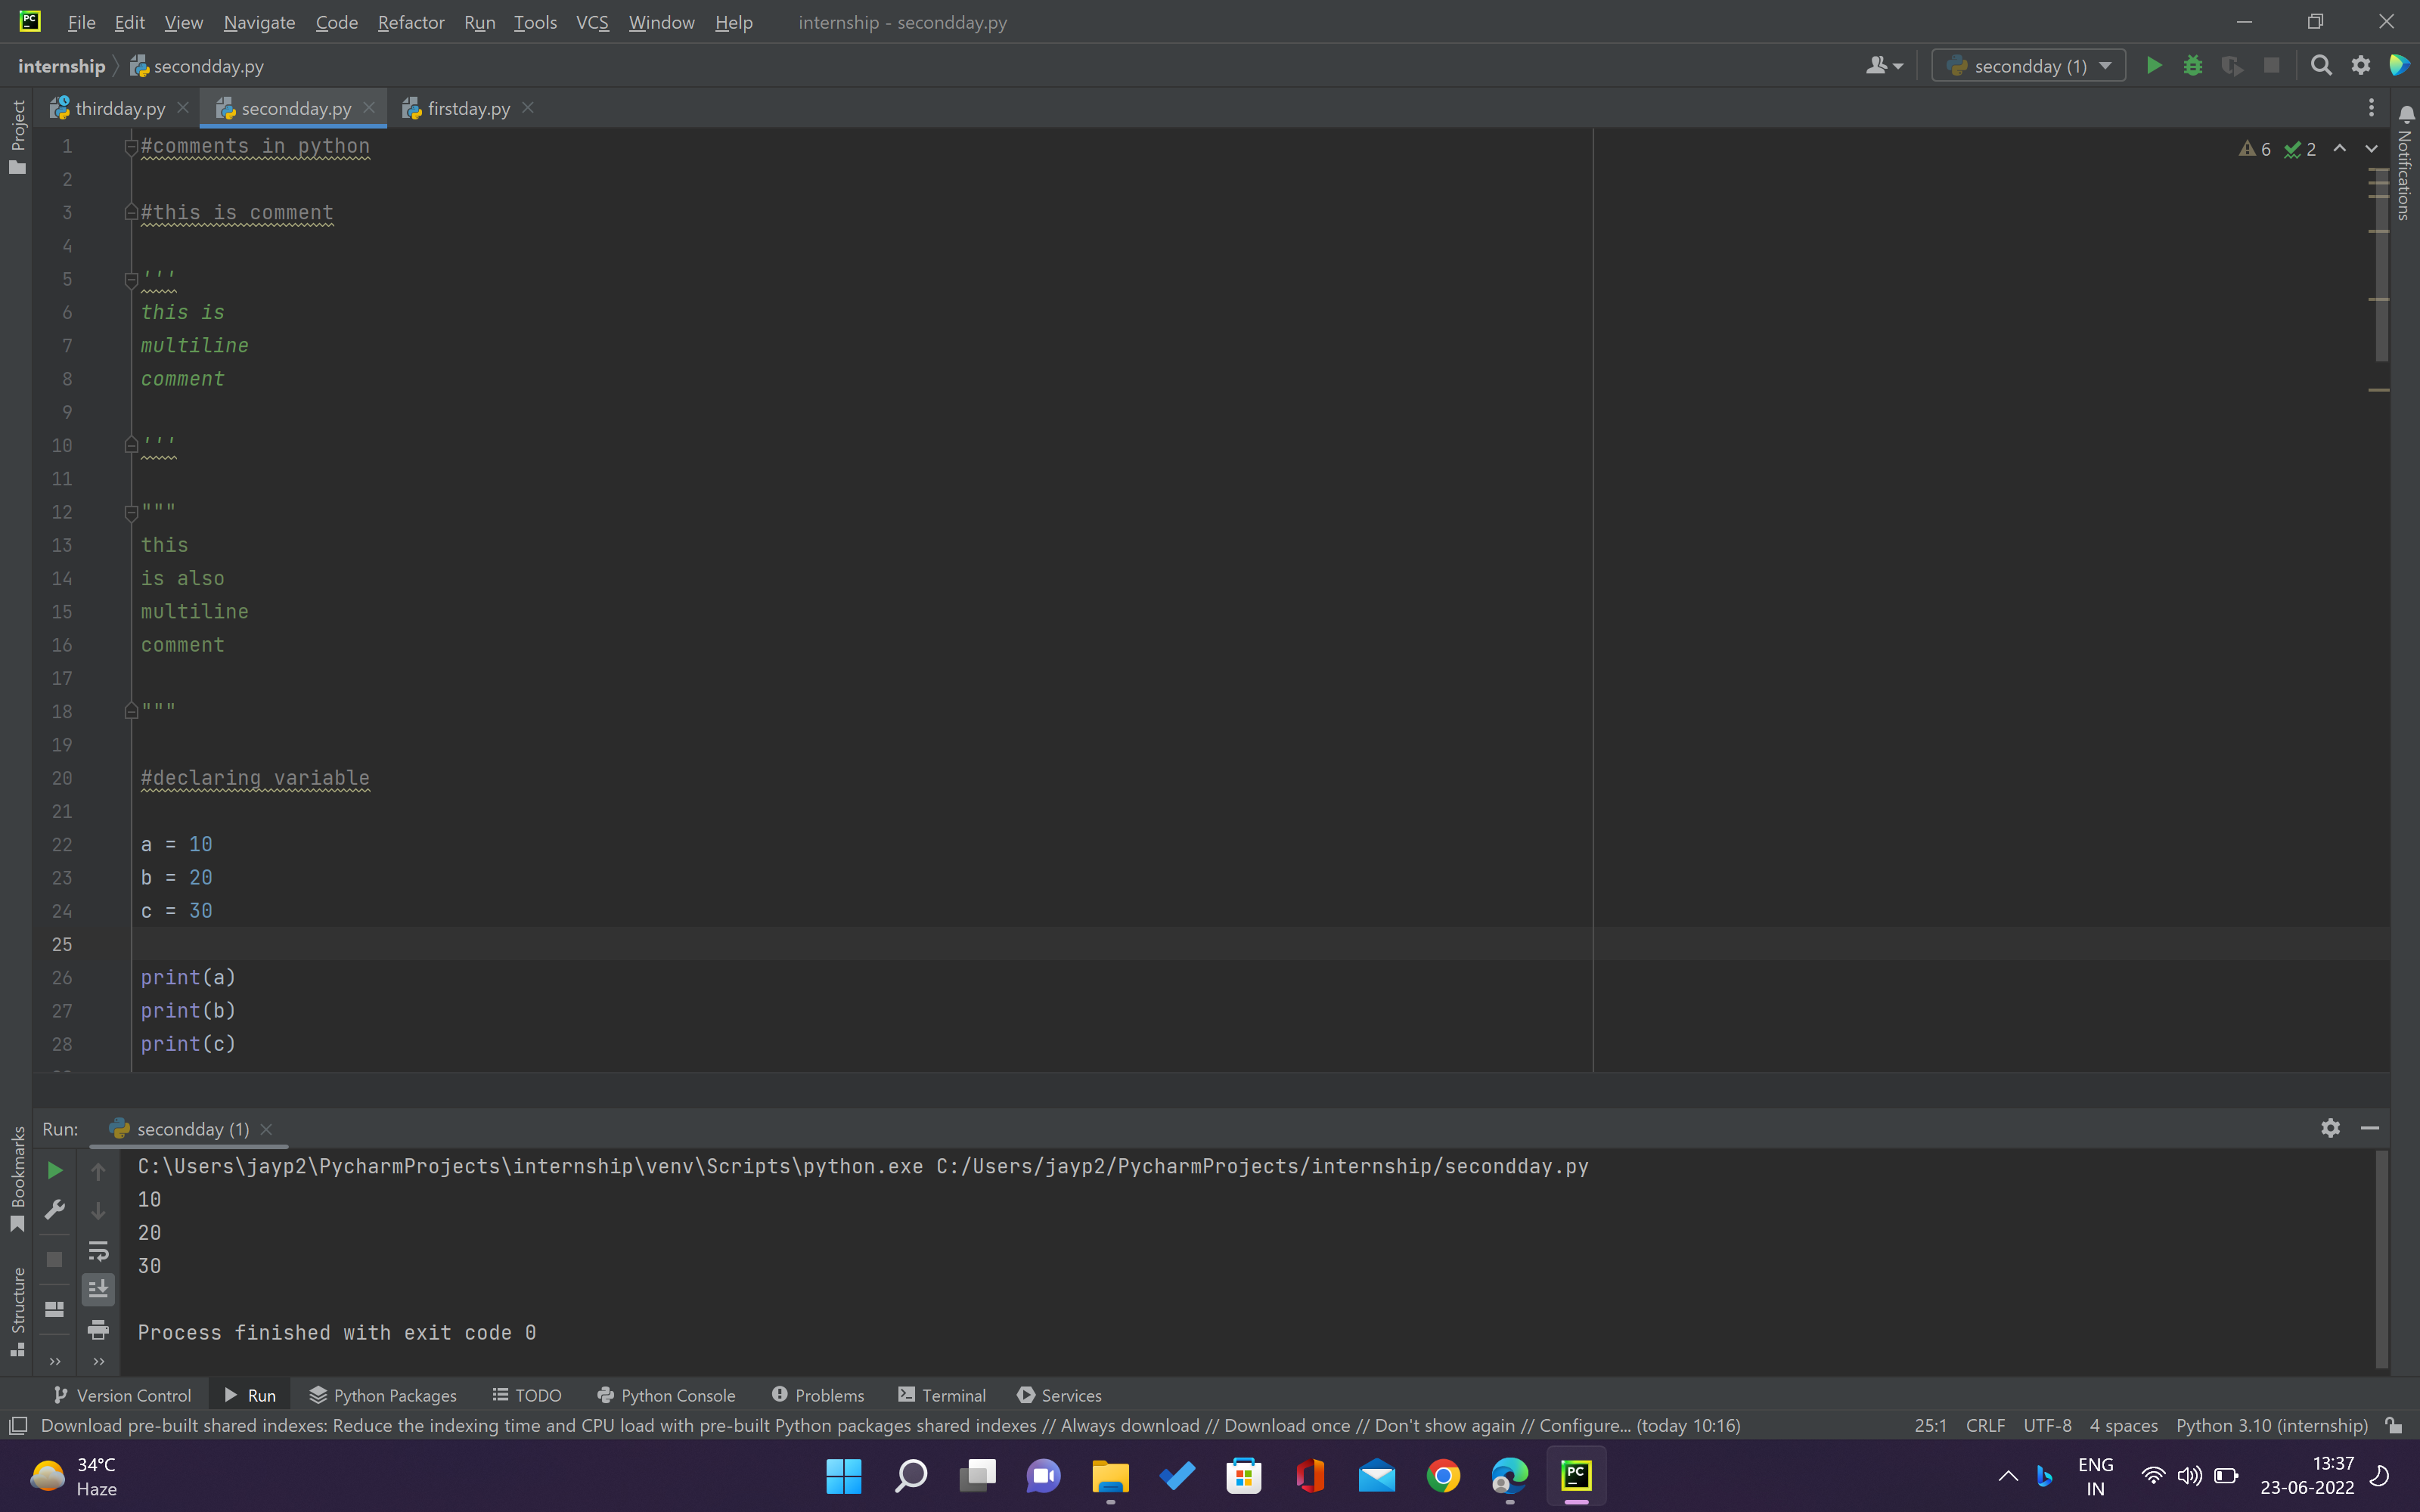 File Edit View Navigate Code Refactor Run Tools VCS Window Help internship - secondday.py
internship secondday.py secondday (1)
thirdday.py secondday.py firstday.py
Project
Notifications
6 2
1 #comments in python
2
3 #this is comment
4
5 '''
6 this is
7 multiline
8 comment
9
10 '''
11
12 """
13 this
14 is also
15 multiline
16 comment
17
18 """
19
20 #declaring variable
21
22 a = 10
23 b = 20
24 c = 30
25
26 print(a)
27 print(b)
28 print(c)
Bookmarks
Structure
Run: secondday (1)
C:\Users\jayp2\PycharmProjects\internship\venv\Scripts\python.exe C:/Users/jayp2/PycharmProjects/internship/secondday.py
10
20
30
Process finished with exit code 0
Version Control Run Python Packages TODO Python Console Problems Terminal Services
Download pre-built shared indexes: Reduce the indexing time and CPU load with pre-built Python packages shared indexes // Always download // Download once // Don't show again // Configure... (today 10:16) 25:1 CRLF UTF-8 4 spaces Python 3.10 (internship)
34°C
Haze
PC
ENG
IN
13:37
23-06-2022